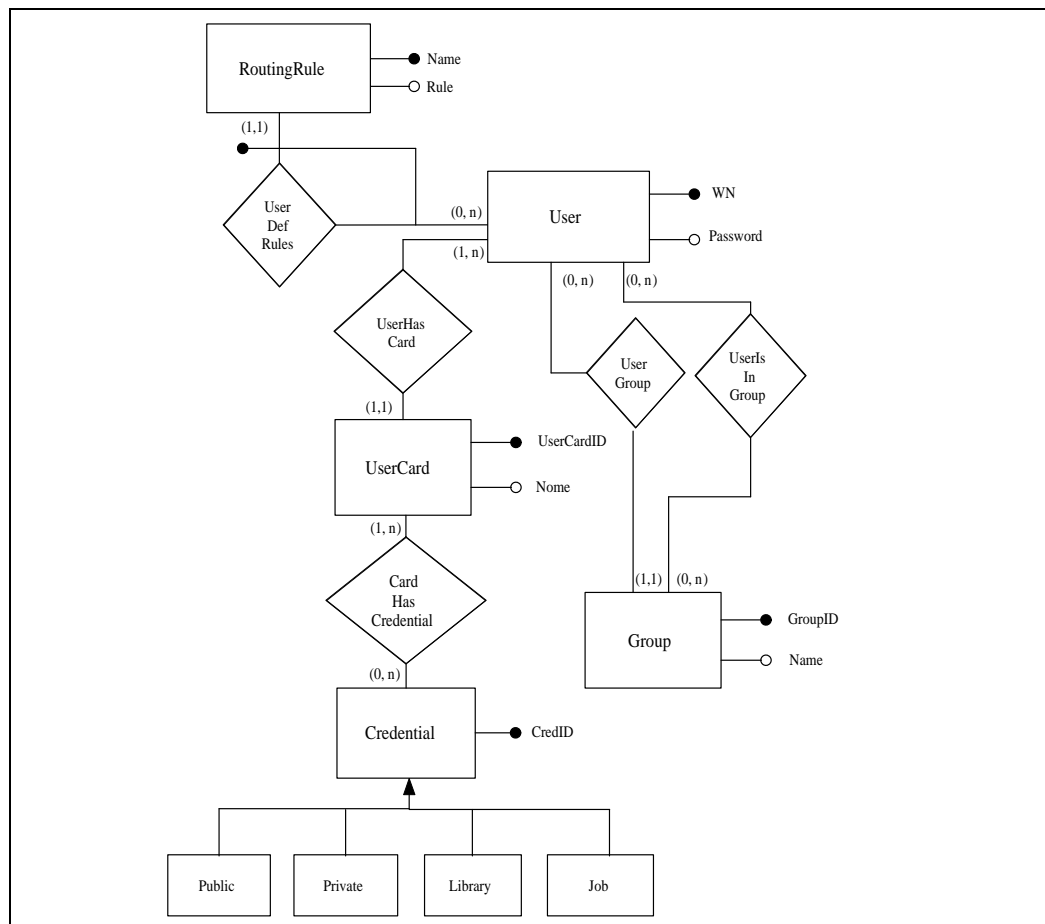 RoutingRule
Name
Rule
(1,1)
User
Def
Rules
(0, n)
User
WN
Password
(1, n)
(0, n)
(0, n)
UserHas
Card
User
Group
UserIs
In
Group
(1,1)
UserCard
UserCardID
Nome
(1, n)
Card
Has
Credential
(1,1)
(0, n)
Group
GroupID
Name
(0, n)
Credential
CredID
Public
Private
Library
Job